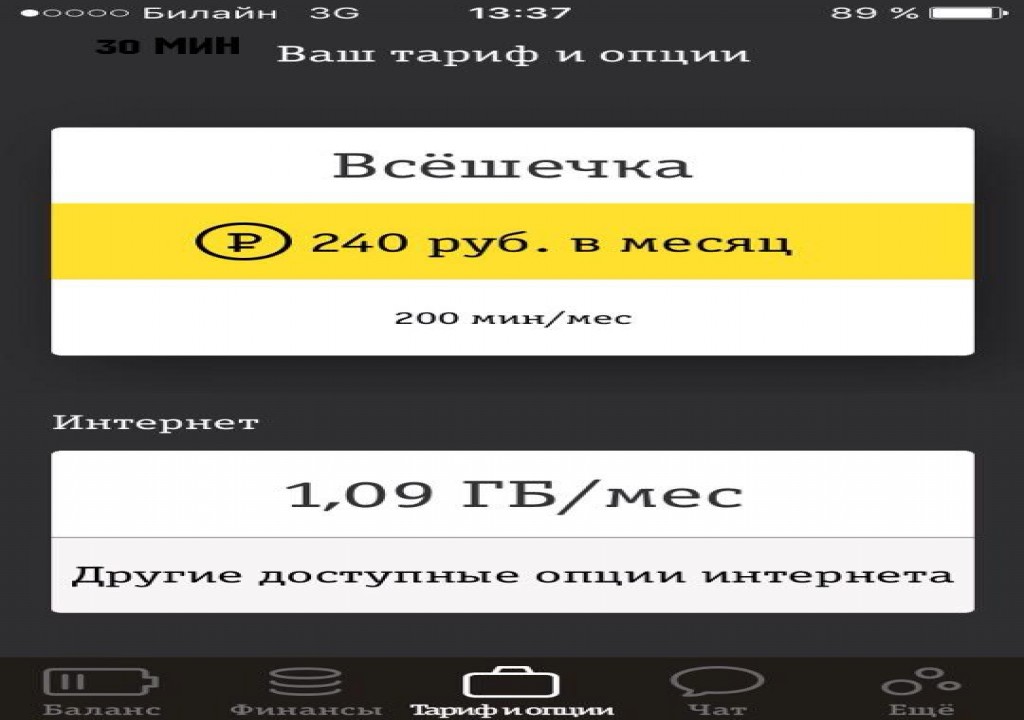 Билайн 3G 13:37 89 %
30 МИН
Ваш тариф и опции
Всёшечка
₽ 240 руб. в месяц
200 мин/мес
Интернет
1,09 ГБ/мес
Другие доступные опции интернета
Баланс Финансы Тариф и опции Чат Ещё